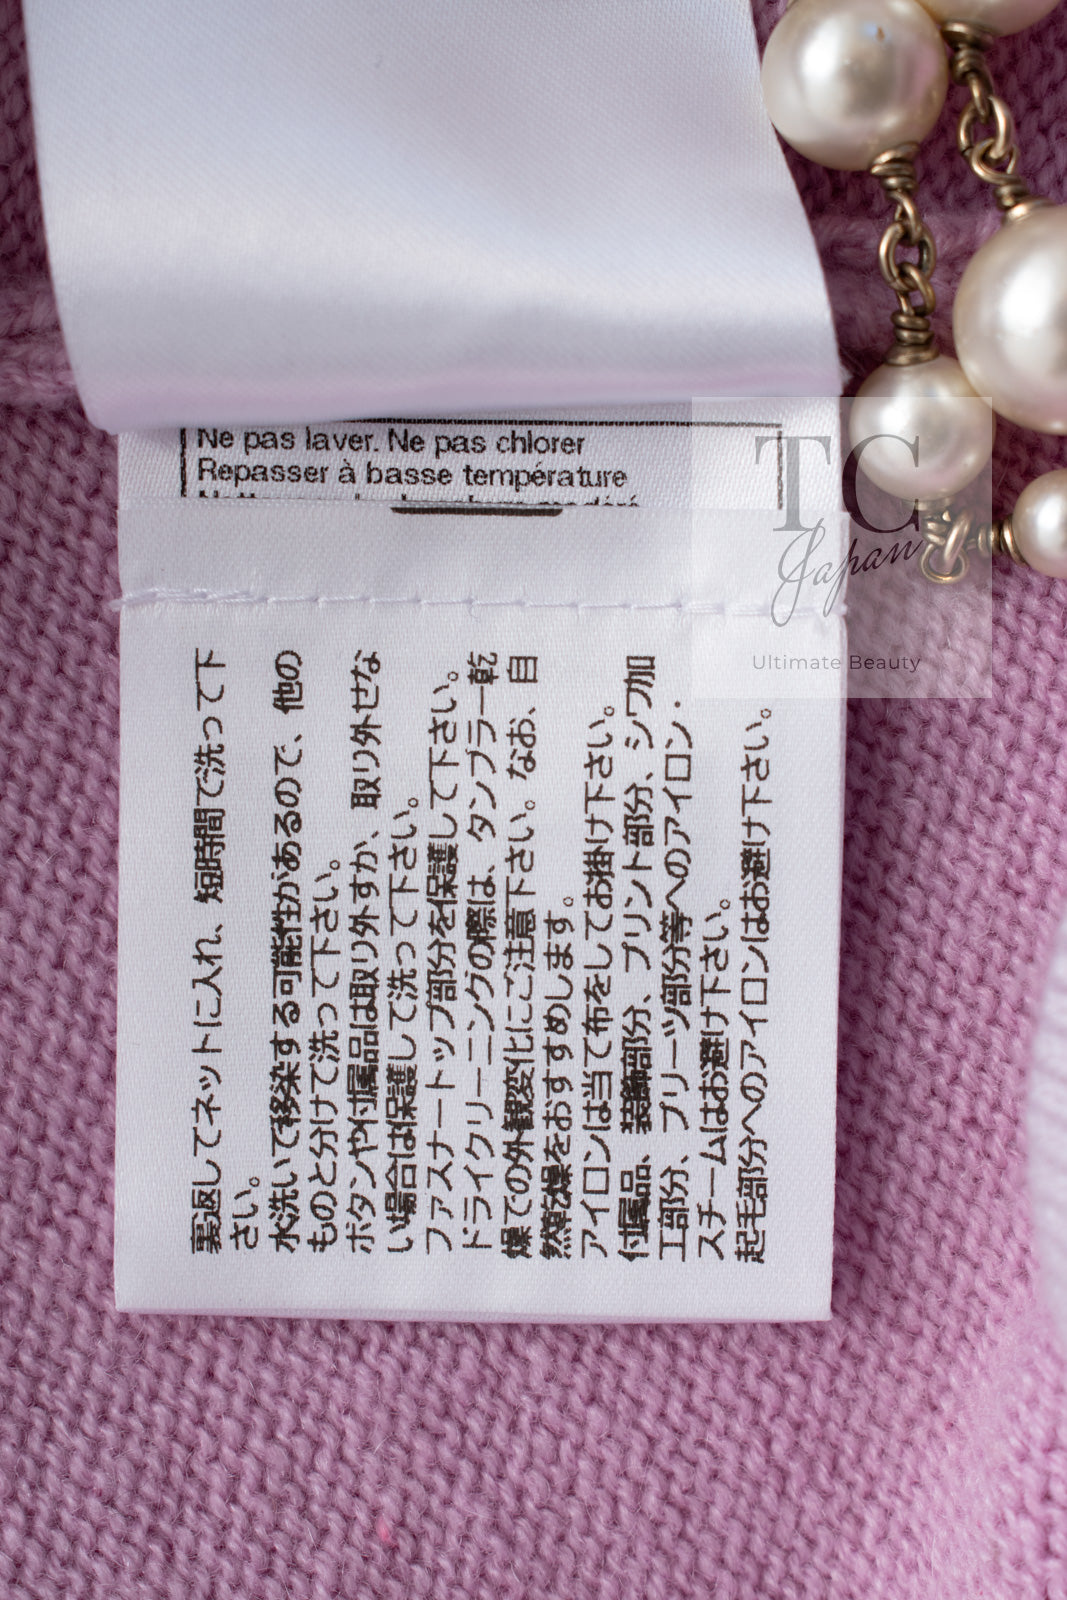 Ne pas laver. Ne pas chlorer
Repasser à basse température
裏返してネットに入れ、短時間で洗って下
さい。
水洗いで移染する可能性があるので、他の
ものと分けて洗って下さい。
ボタンや付属品は取り外すか、取り外せな
い場合は保護して洗って下さい。
ファスナートップ部分を保護して下さい。
ドライクリーニングの際は、タンブラー乾
燥での外観変化にご注意下さい。なお、自
然乾燥をおすすめします。
アイロンは当て布をしてお掛け下さい。
付属品、装飾部分、プリント部分、シワ加
工部分、プリーツ部分等へのアイロン・
スチームはお避け下さい。
起毛部分へのアイロンはお避け下さい。
TC
Japan
Ultimate Beauty